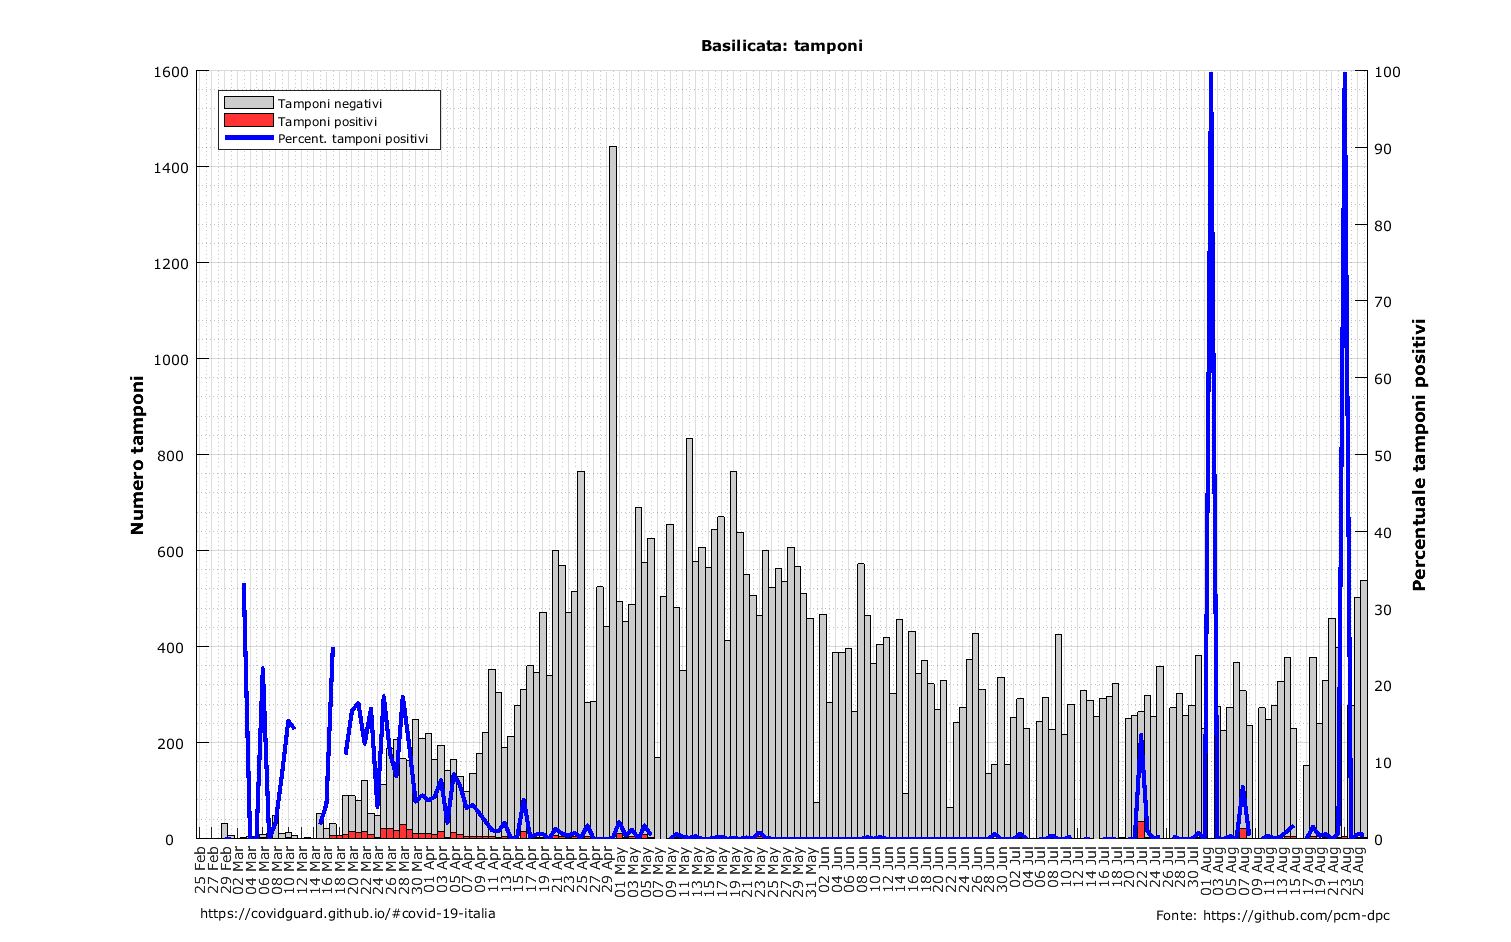 Basilicata: tamponi
1600
1400
1200
1000
800
600
400
200
0
Numero tamponi
Tamponi negativi
Tamponi positivi
Percent. tamponi positivi
100
90
80
70
60
50
40
30
20
10
0
Percentuale tamponi positivi
25 Feb
27 Feb
29 Feb
02 Mar
04 Mar
06 Mar
08 Mar
10 Mar
12 Mar
14 Mar
16 Mar
18 Mar
20 Mar
22 Mar
24 Mar
26 Mar
28 Mar
30 Mar
01 Apr
03 Apr
05 Apr
07 Apr
09 Apr
11 Apr
13 Apr
15 Apr
17 Apr
19 Apr
21 Apr
23 Apr
25 Apr
27 Apr
29 Apr
01 May
03 May
05 May
07 May
09 May
11 May
13 May
15 May
17 May
19 May
21 May
23 May
25 May
27 May
29 May
31 May
02 Jun
04 Jun
06 Jun
08 Jun
10 Jun
12 Jun
14 Jun
16 Jun
18 Jun
20 Jun
22 Jun
24 Jun
26 Jun
28 Jun
30 Jun
02 Jul
04 Jul
06 Jul
08 Jul
10 Jul
12 Jul
14 Jul
16 Jul
18 Jul
20 Jul
22 Jul
24 Jul
26 Jul
28 Jul
30 Jul
01 Aug
03 Aug
05 Aug
07 Aug
09 Aug
11 Aug
13 Aug
15 Aug
17 Aug
19 Aug
21 Aug
23 Aug
25 Aug
https://covidguard.github.io/#covid-19-italia
Fonte: https://github.com/pcm-dpc